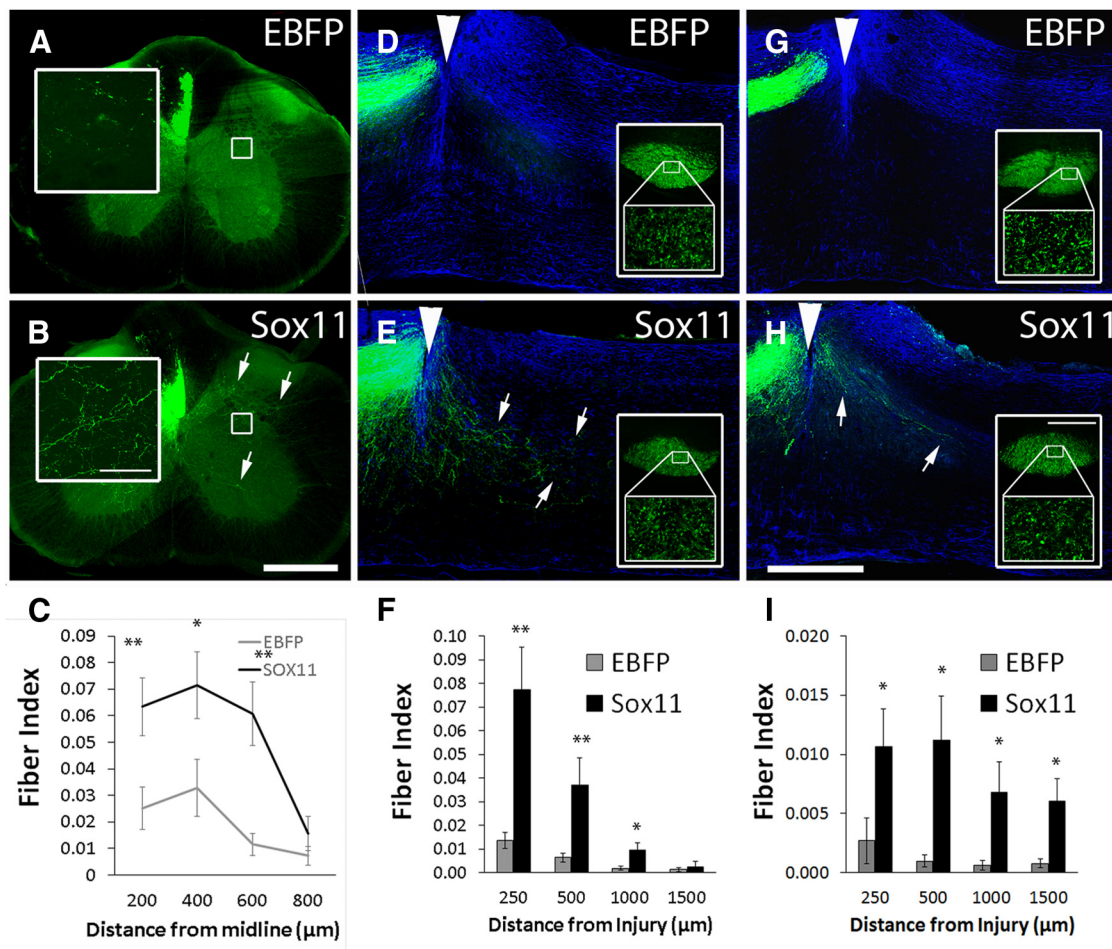 A EBFP
D EBFP
G EBFP
B Sox11
E Sox11
H Sox11
C
** * **
EBFP
SOX11
0.09
0.08
0.07
0.06
0.05
0.04
0.03
0.02
0.01
0
Fiber Index
200 400 600 800
Distance from midline (µm)
F
0.10
0.09
0.08
0.07
0.06
0.05
0.04
0.03
0.02
0.01
0.00
Fiber Index
** ** *
EBFP
Sox11
250 500 1000 1500
Distance from Injury (µm)
I
0.020
0.015
0.010
0.005
0.000
Fiber Index
* * * *
EBFP
Sox11
250 500 1000 1500
Distance from Injury (µm)